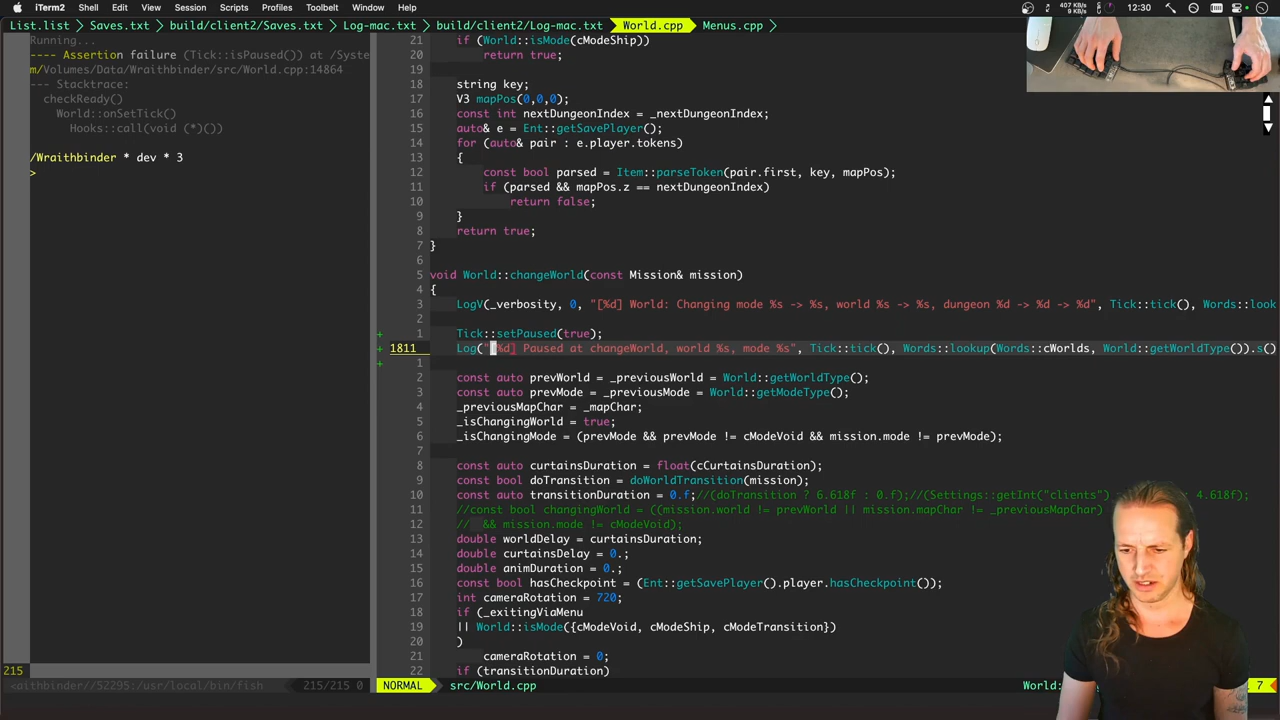 iTerm2 Shell Edit View Session Scripts Profiles Toolbelt Window Help 407 KB/s 9 KB/s 12:30
List.list Saves.txt build/client2/Saves.txt Log-mac.txt build/client2/Log-mac.txt World.cpp Menus.cpp
Running...
---- Assertion failure (Tick::isPaused()) at /Syste
m/Volumes/Data/Wraithbinder/src/World.cpp:14864
--- Stacktrace:
checkReady()
World::onSetTick()
Hooks::call(void (*)())
/Wraithbinder * dev * 3
>
215
<aithbinder//52295:/usr/local/bin/fish 215/215 0
21 if (World::isMode(cModeShip))
20 return true;
19
18 string key;
17 V3 mapPos(0,0,0);
16 const int nextDungeonIndex = _nextDungeonIndex;
15 auto& e = Ent::getSavePlayer();
14 for (auto& pair : e.player.tokens)
13 {
12 const bool parsed = Item::parseToken(pair.first, key, mapPos);
11 if (parsed && mapPos.z == nextDungeonIndex)
10 return false;
9 }
8 return true;
7 }
6
5 void World::changeWorld(const Mission& mission)
4 {
3 LogV(_verbosity, 0, "[%d] World: Changing mode %s -> %s, world %s -> %s, dungeon %d -> %d -> %d", Tick::tick(), Words::look
2
+ 1 Tick::setPaused(true);
+ 1811 Log("[%d] Paused at changeWorld, world %s, mode %s", Tick::tick(), Words::lookup(Words::cWorlds, World::getWorldType()).s()
+ 1
2 const auto prevWorld = _previousWorld = World::getWorldType();
3 const auto prevMode = _previousMode = World::getModeType();
4 _previousMapChar = _mapChar;
5 _isChangingWorld = true;
6 _isChangingMode = (prevMode && prevMode != cModeVoid && mission.mode != prevMode);
7
8 const auto curtainsDuration = float(cCurtainsDuration);
9 const bool doTransition = doWorldTransition(mission);
10 const auto transitionDuration = 0.f;//(doTransition ? 6.618f : 0.f);//(Settings::getInt("clients") r 4.618f);
11 //const bool changingWorld = ((mission.world != prevWorld || mission.mapChar != _previousMapChar)
12 // && mission.mode != cModeVoid);
13 double worldDelay = curtainsDuration;
14 double curtainsDelay = 0.;
15 double animDuration = 0.;
16 const bool hasCheckpoint = (Ent::getSavePlayer().player.hasCheckpoint());
17 int cameraRotation = 720;
18 if (_exitingViaMenu
19 || World::isMode({cModeVoid, cModeShip, cModeTransition})
20 )
21 cameraRotation = 0;
22 if (transitionDuration)
NORMAL src/World.cpp World: 7